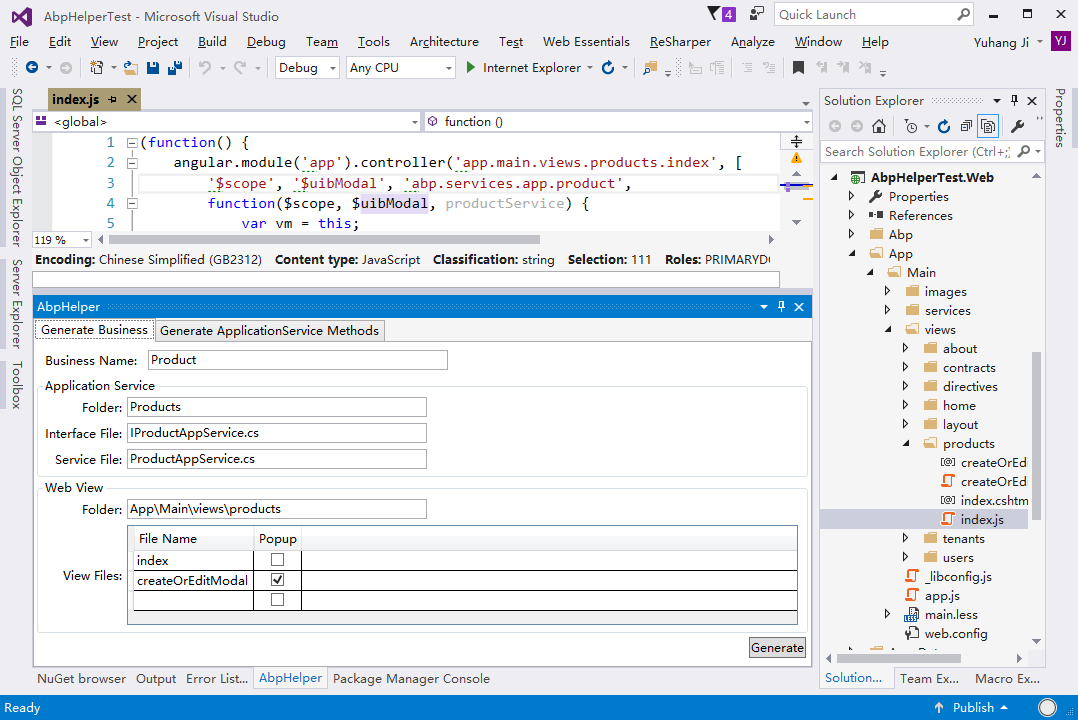 AbpHelperTest - Microsoft Visual Studio
4
Quick Launch
File Edit View Project Build Debug Team Tools Architecture Test Web Essentials ReSharper Analyze Window Help
Yuhang Ji YJ
Debug Any CPU Internet Explorer
SQL Server Object Explorer
Server Explorer
Toolbox
index.js
<global> function ()
1 (function() {
2 angular.module('app').controller('app.main.views.products.index', [
3 '$scope', '$uibModal', 'abp.services.app.product',
4 function($scope, $uibModal, productService) {
5 var vm = this;
119 %
Encoding: Chinese Simplified (GB2312) Content type: JavaScript Classification: string Selection: 111 Roles: PRIMARYDO
AbpHelper
Generate Business Generate ApplicationService Methods
Business Name: Product
Application Service
Folder: Products
Interface File: IProductAppService.cs
Service File: ProductAppService.cs
Web View
Folder: App\Main\views\products
File Name Popup
View Files:
index
createOrEditModal
Generate
NuGet browser Output Error List... AbpHelper Package Manager Console
Solution Explorer
Search Solution Explorer (Ctrl+;
AbpHelperTest.Web
Properties
References
Abp
App
Main
images
services
views
about
contracts
directives
home
layout
products
[@] createOrEdi
createOrEdi
[@] index.cshtm
index.js
tenants
users
_libconfig.js
app.js
main.less
web.config
Solution... Team Ex... Macro Ex...
Properties
Ready
Publish